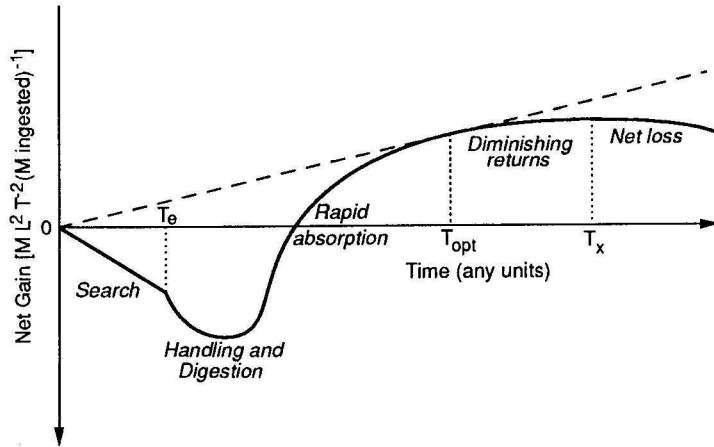 Net Gain [M L² T⁻² (M ingested)⁻¹]
0
Tₑ
Search
Handling and
Digestion
Rapid
absorption
Diminishing
returns
Net loss
Tₒₚₜ
Tₓ
Time (any units)